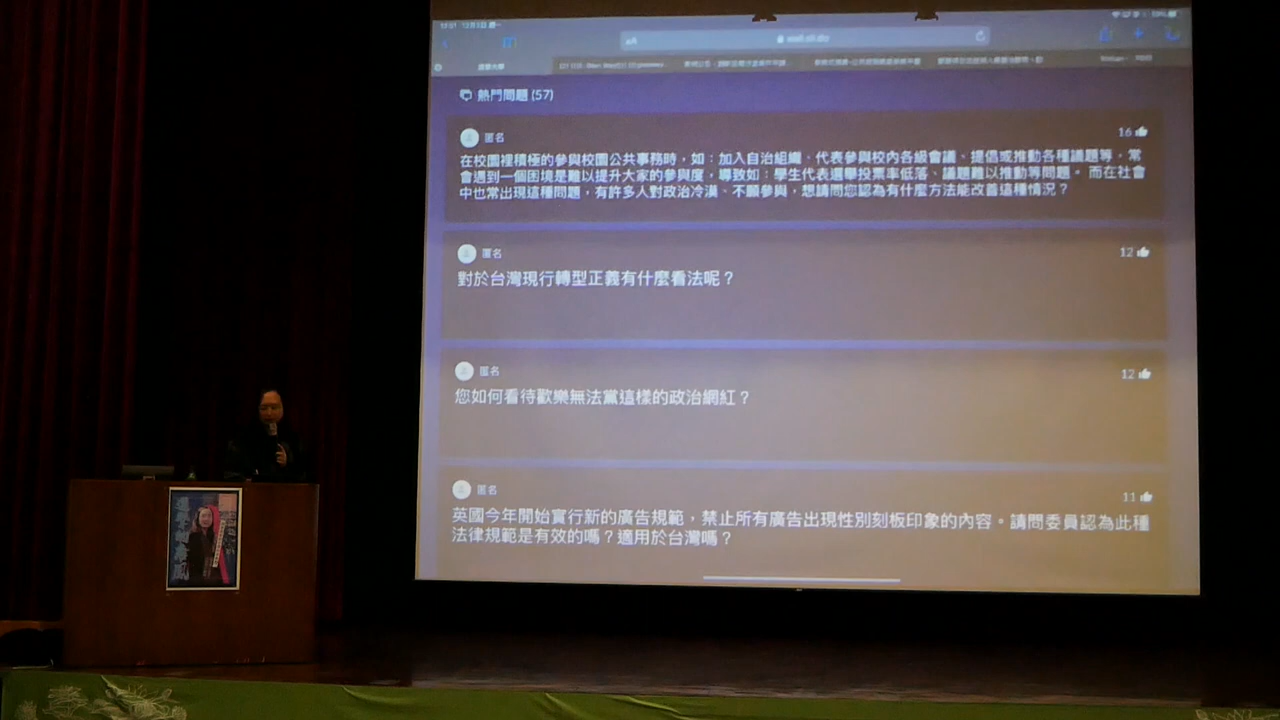 熱門問題 (57)
匿名
16
在校園裡積極的參與校園公共事務時，如：加入自治組織、代表參與校內各級會議、提倡或推動各種議題等，常
會遇到一個困境是難以提升大家的參與度，導致如：學生代表選舉投票率低落、議題難以推動等問題。 而在社會
中也常出現這種問題，有許多人對政治冷漠、不願參與，想請問您認為有什麼方法能改善這種情況？
匿名
12
對於台灣現行轉型正義有什麼看法呢？
匿名
12
您如何看待歡樂無法黨這樣的政治網紅？
匿名
11
英國今年開始實行新的廣告規範，禁止所有廣告出現性別刻板印象的內容。請問委員認為此種
法律規範是有效的嗎？適用於台灣嗎？